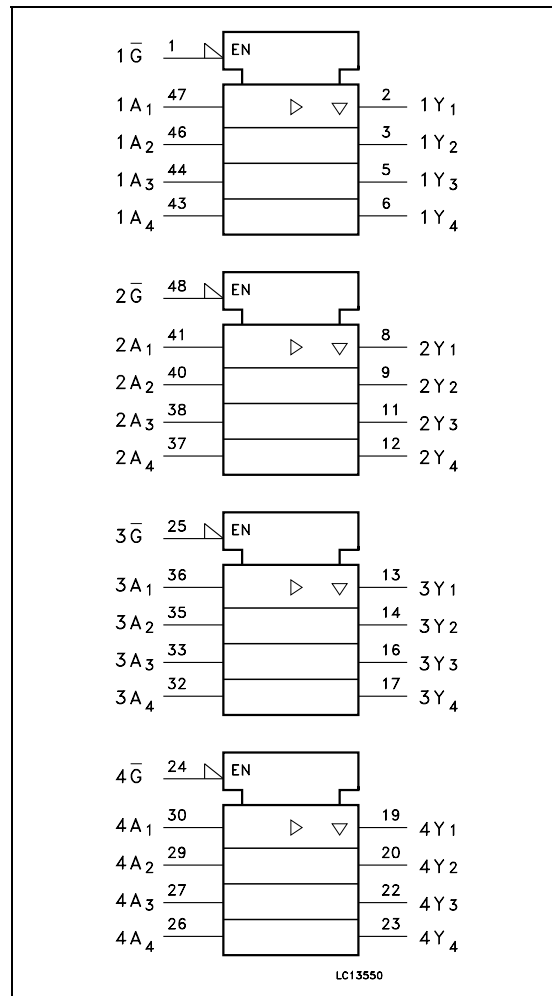 1G̅ 1 EN
1A1 47 2 1Y1
1A2 46 3 1Y2
1A3 44 5 1Y3
1A4 43 6 1Y4
2G̅ 48 EN
2A1 41 8 2Y1
2A2 40 9 2Y2
2A3 38 11 2Y3
2A4 37 12 2Y4
3G̅ 25 EN
3A1 36 13 3Y1
3A2 35 14 3Y2
3A3 33 16 3Y3
3A4 32 17 3Y4
4G̅ 24 EN
4A1 30 19 4Y1
4A2 29 20 4Y2
4A3 27 22 4Y3
4A4 26 23 4Y4
LC13550